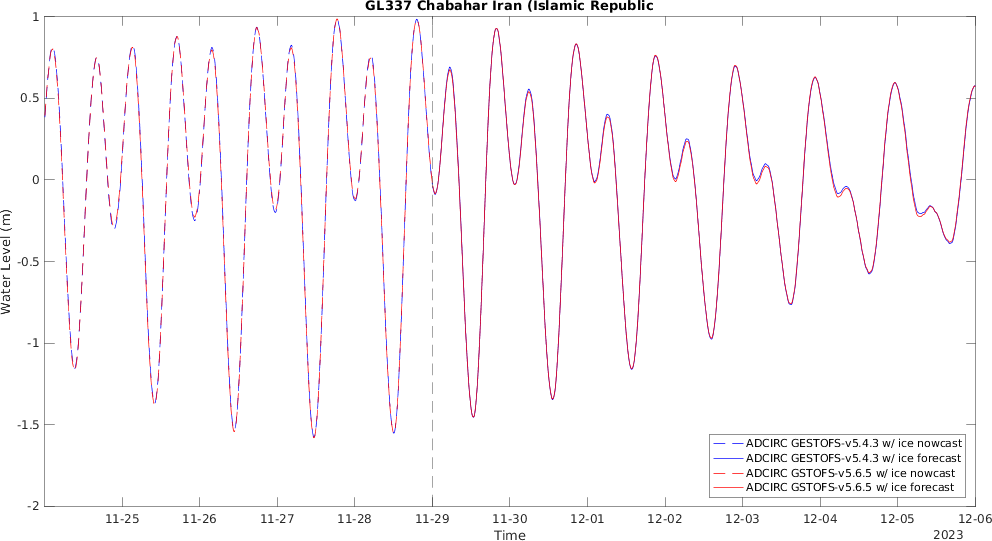 GL337 Chabahar Iran (Islamic Republic
1
0.5
0
-0.5
-1
-1.5
-2
Water Level (m)
11-25 11-26 11-27 11-28 11-29 11-30 12-01 12-02 12-03 12-04 12-05 12-06
Time
2023
ADCIRC GESTOFS-v5.4.3 w/ ice nowcast
ADCIRC GESTOFS-v5.4.3 w/ ice forecast
ADCIRC GSTOFS-v5.6.5 w/ ice nowcast
ADCIRC GSTOFS-v5.6.5 w/ ice forecast